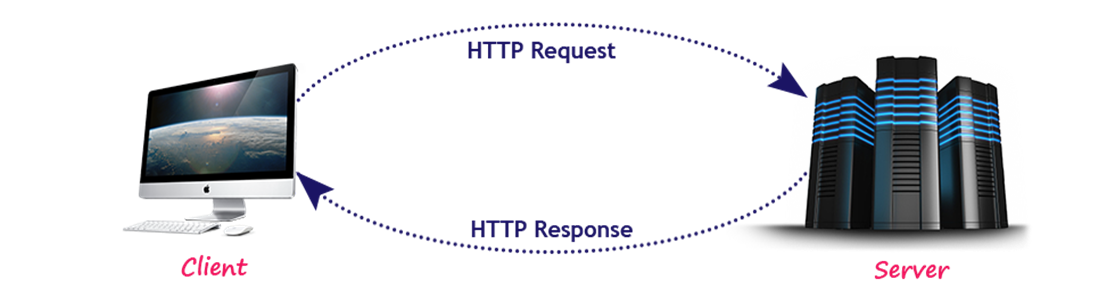 HTTP Request
HTTP Response
Client
Server